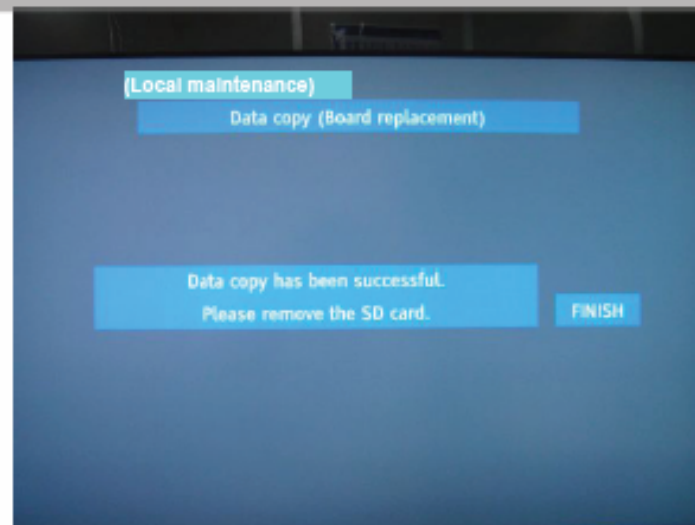 (Local maintenance)
Data copy (Board replacement)
Data copy has been successful.
Please remove the SD card.
FINISH